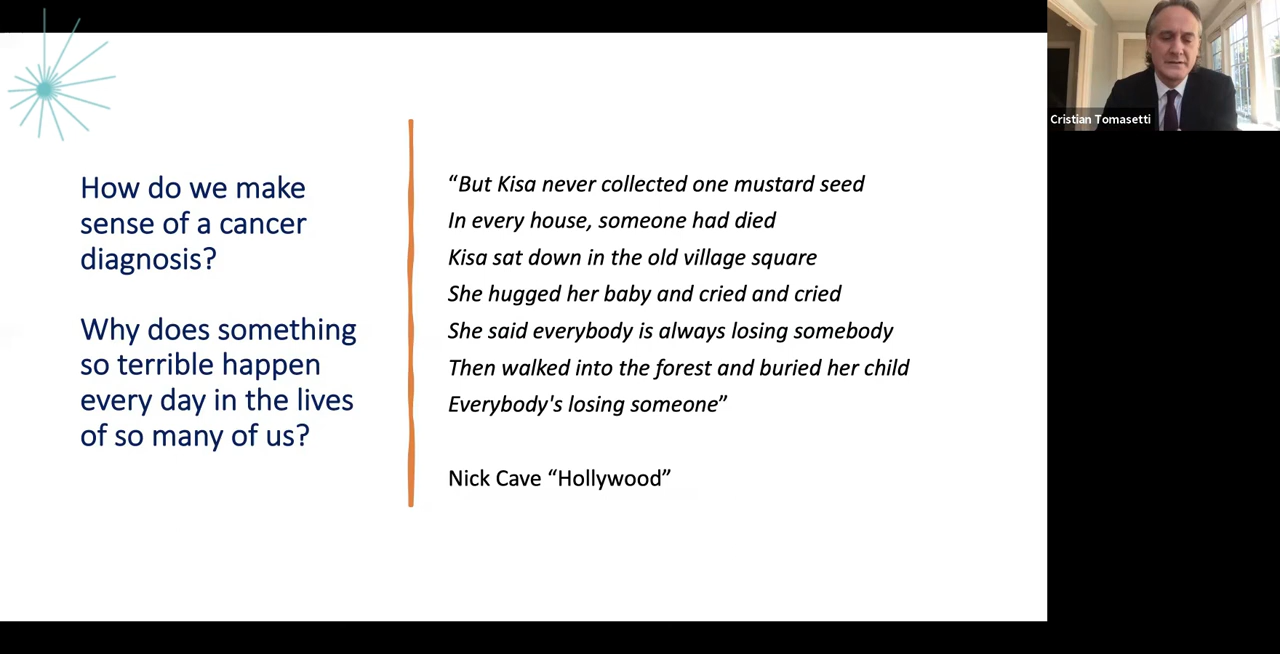 How do we make
sense of a cancer
diagnosis?
Why does something
so terrible happen
every day in the lives
of so many of us?
“But Kisa never collected one mustard seed
In every house, someone had died
Kisa sat down in the old village square
She hugged her baby and cried and cried
She said everybody is always losing somebody
Then walked into the forest and buried her child
Everybody's losing someone”
Nick Cave “Hollywood”
Cristian Tomasetti